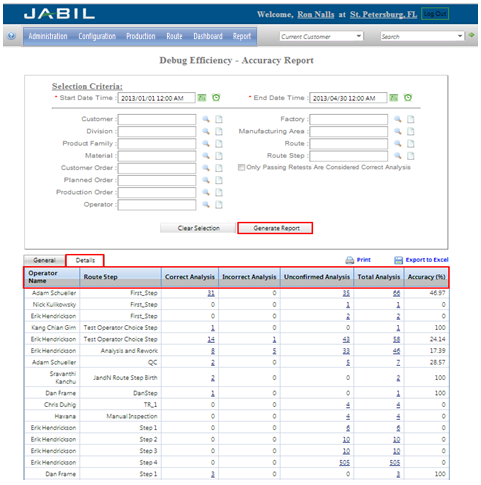 JABIL
Welcome, Ron Nalls at St. Petersburg, FL Log Out
Administration Configuration Production Route Dashboard Report Current Customer Search
Debug Efficiency - Accuracy Report
Selection Criteria:
* Start Date Time : 2013/01/01 12:00 AM * End Date Time : 2013/04/30 12:00 AM
Customer : Factory :
Division : Manufacturing Area :
Product Family : Route :
Material : Route Step :
Customer Order : Only Passing Retests Are Considered Correct Analysis
Planned Order :
Production Order :
Operator :
Clear Selection Generate Report
General Details Print Export to Excel
Operator Name Route Step Correct Analysis Incorrect Analysis Unconfirmed Analysis Total Analysis Accuracy (%)
Adam Schueller First_Step 31 0 35 66 46.97
Nick Kulikowsky First_Step 0 0 1 1 0
Erik Hendrickson First_Step 0 0 2 2 0
Kang Chian Gim Test Operator Choice Step 1 0 0 1 100
Erik Hendrickson Test Operator Choice Step 14 1 43 58 24.14
Erik Hendrickson Analysis and Rework 8 5 33 46 17.39
Adam Schueller QC 2 0 5 7 28.57
Sravanthi Kanchu JandN Route Step Birth 2 0 0 2 100
Dan Frame DanStep 1 0 0 1 100
Chris Duhig TR_1 0 0 4 4 0
Havana Manual Inspection 0 0 4 4 0
Erik Hendrickson Step 1 0 0 6 6 0
Erik Hendrickson Step 2 0 0 10 10 0
Erik Hendrickson Step 3 0 0 10 10 0
Erik Hendrickson Step 4 0 0 505 505 0
Dan Frame Step 1 3 0 0 3 100